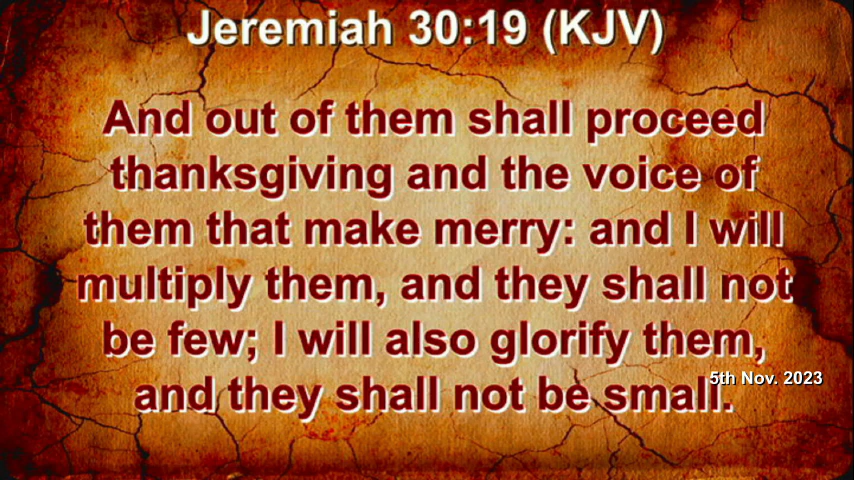 Jeremiah 30:19 (KJV)
And out of them shall proceed
thanksgiving and the voice of
them that make merry: and I will
multiply them, and they shall not
be few; I will also glorify them,
5th Nov. 2023
and they shall not be small.